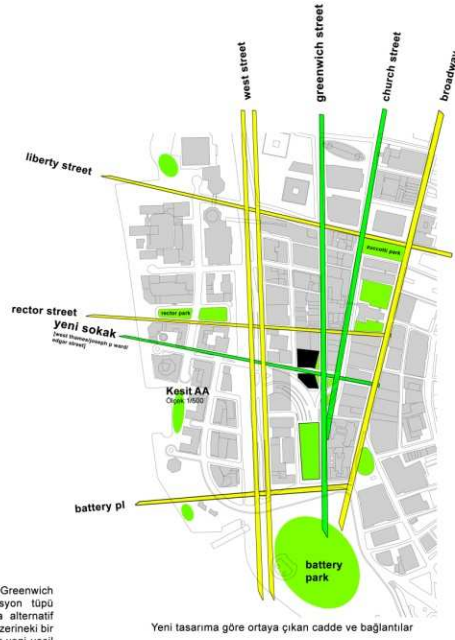 west street
greenwich street
church street
broadway
liberty street
zuccotti park
rector street
rector park
yeni sokak
[west thames/joseph p ward/
edgar street]
Kesit AA
Ölçek 1/500
battery pl
battery
park
Greenwich
syon tüpü
a alternatif
zerineki bir
yeni yeşil
Yeni tasarıma göre ortaya çıkan cadde ve bağlantılar